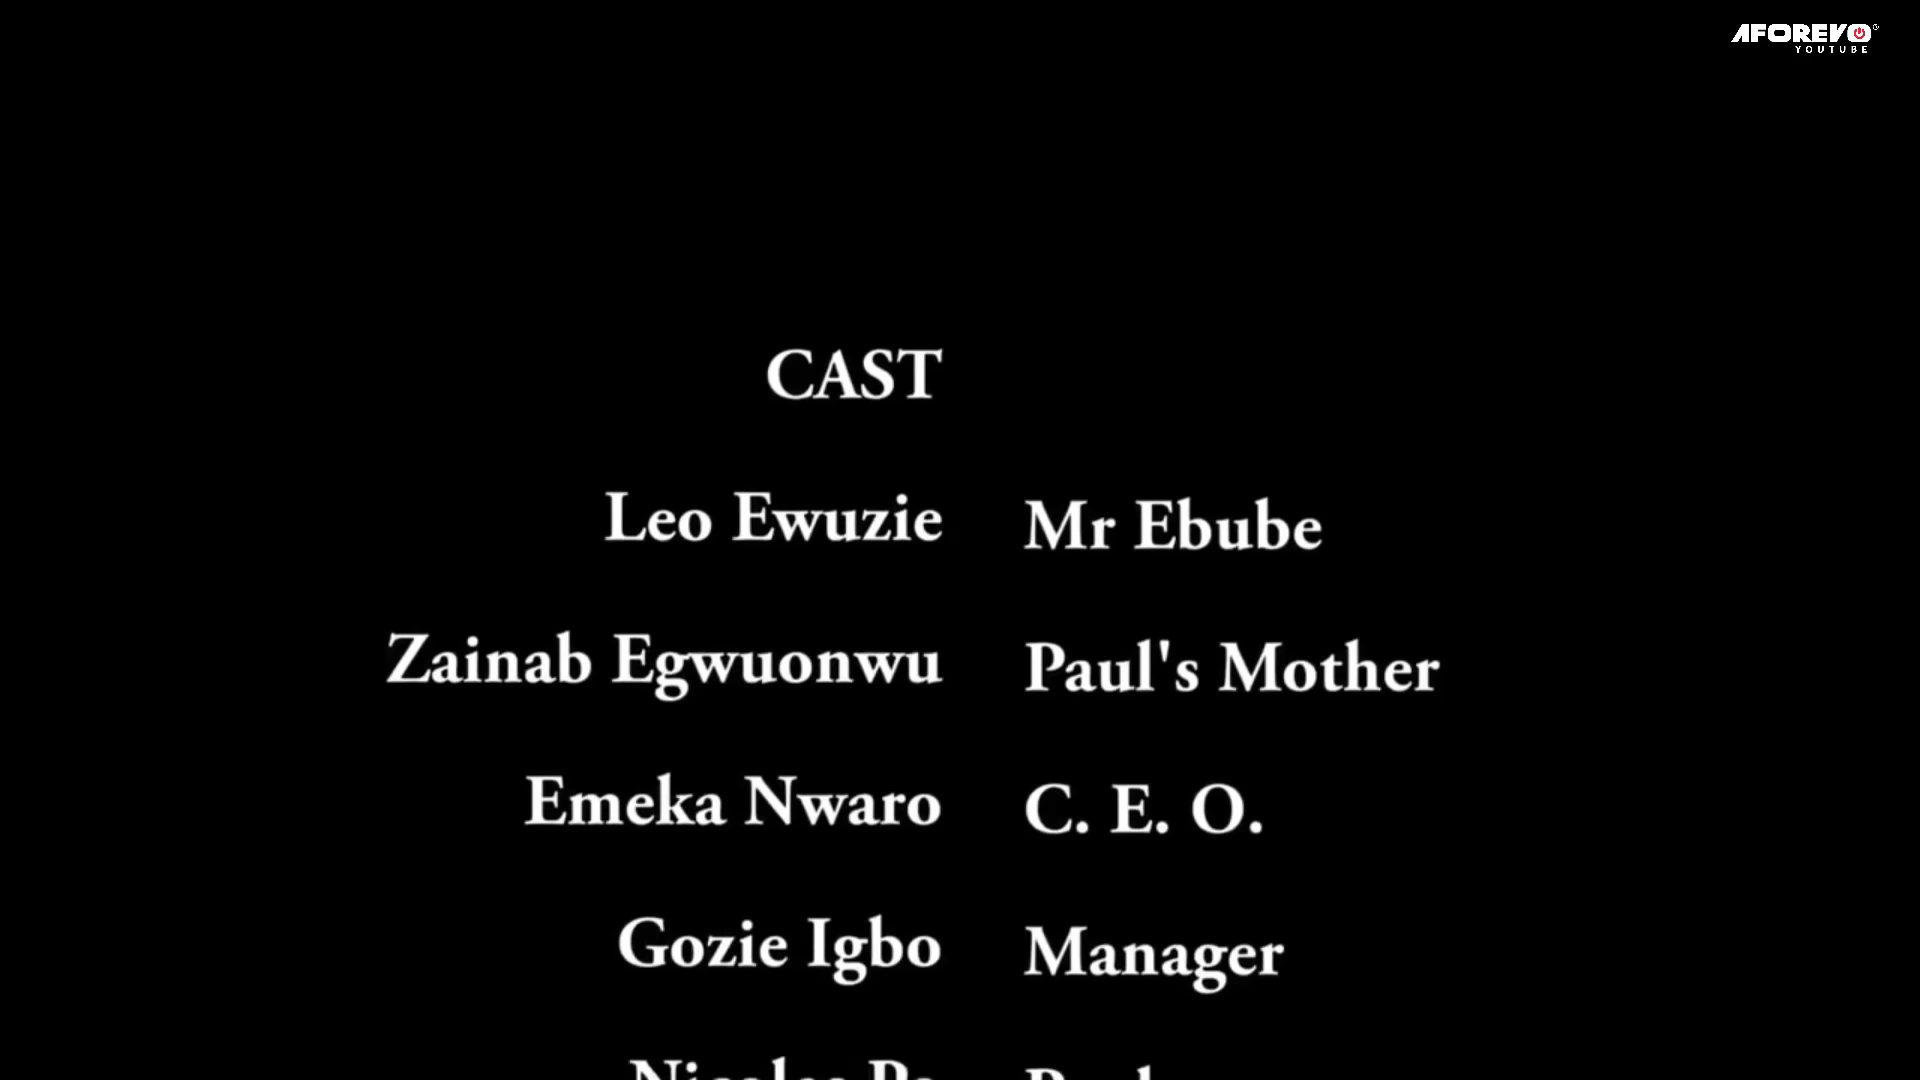 AFOREVO
YOUTUBE
CAST
Leo Ewuzie Mr Ebube
Zainab Egwuonwu Paul's Mother
Emeka Nwaro C. E. O.
Gozie Igbo Manager